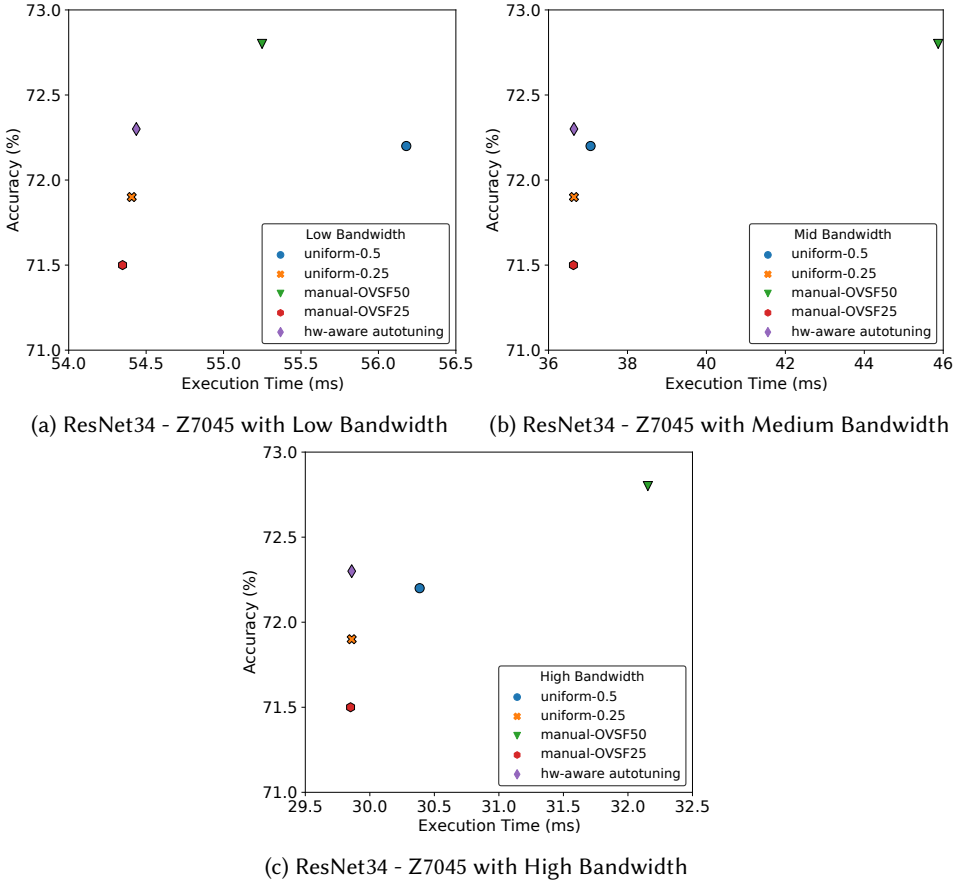 73.0
72.5
72.0
71.5
71.0
Accuracy (%)
54.0 54.5 55.0 55.5 56.0 56.5
Execution Time (ms)
Low Bandwidth
uniform-0.5
uniform-0.25
manual-OVSF50
manual-OVSF25
hw-aware autotuning
(a) ResNet34 - Z7045 with Low Bandwidth
73.0
72.5
72.0
71.5
71.0
Accuracy (%)
36 38 40 42 44 46
Execution Time (ms)
Mid Bandwidth
uniform-0.5
uniform-0.25
manual-OVSF50
manual-OVSF25
hw-aware autotuning
(b) ResNet34 - Z7045 with Medium Bandwidth
73.0
72.5
72.0
71.5
71.0
Accuracy (%)
29.5 30.0 30.5 31.0 31.5 32.0 32.5
Execution Time (ms)
High Bandwidth
uniform-0.5
uniform-0.25
manual-OVSF50
manual-OVSF25
hw-aware autotuning
(c) ResNet34 - Z7045 with High Bandwidth